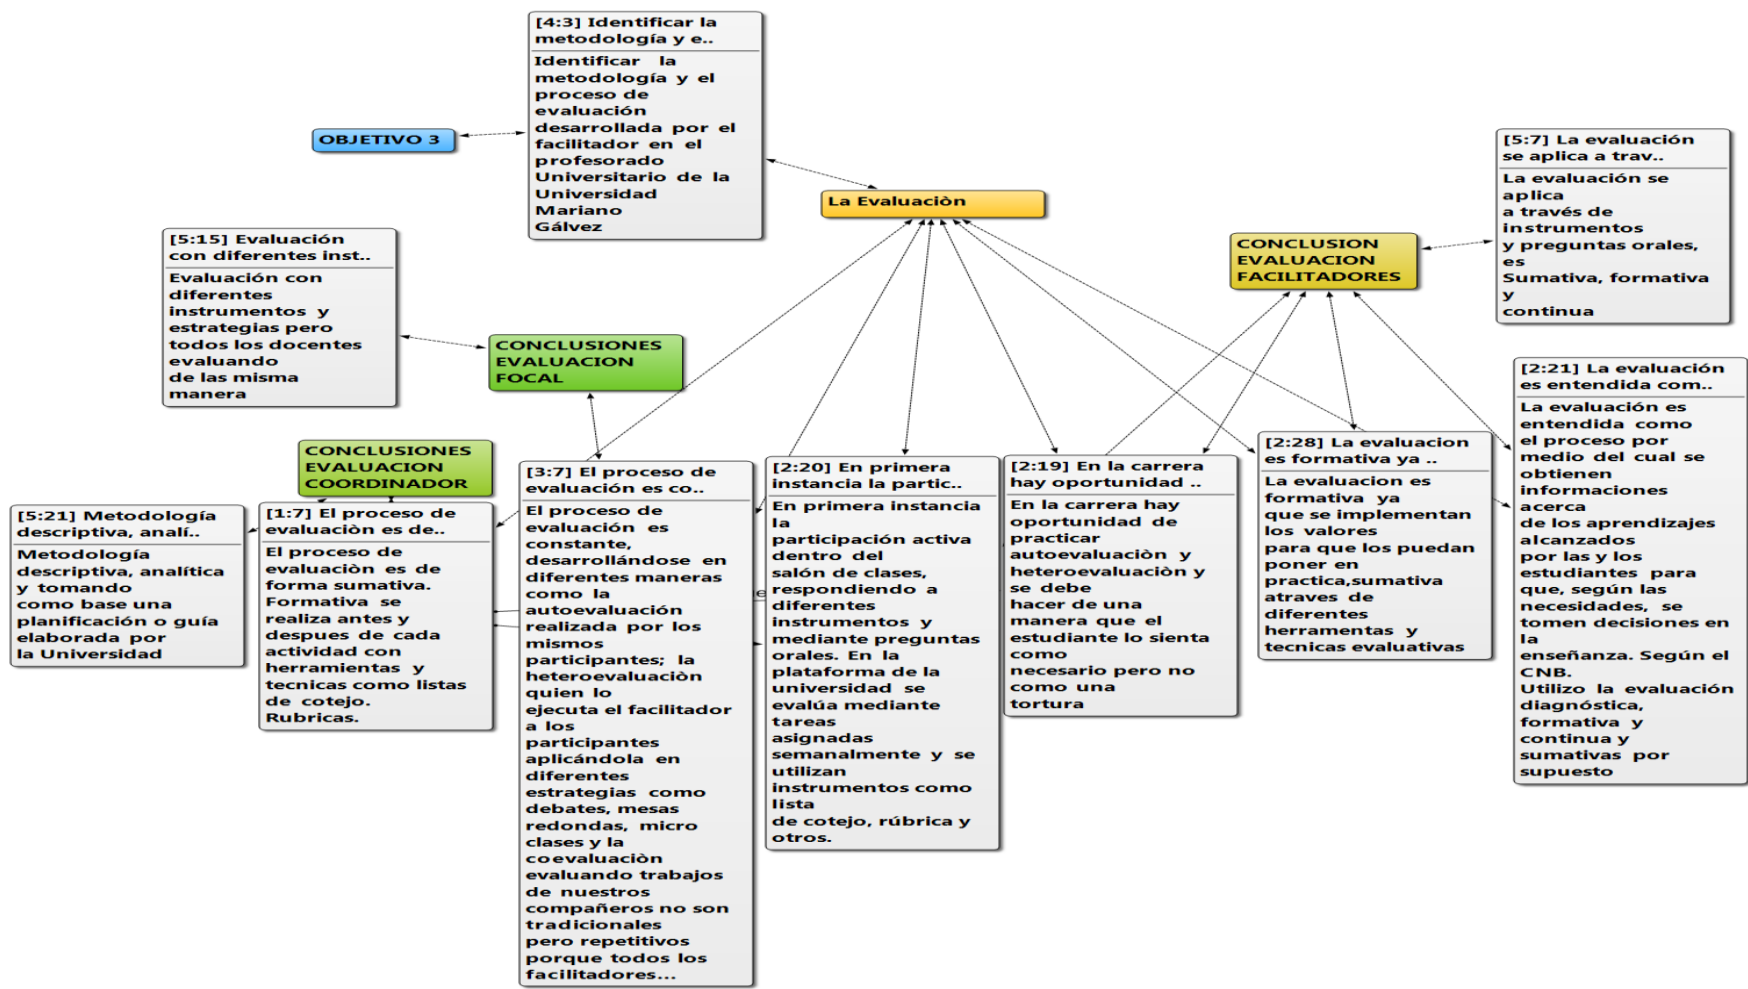 [4:3] Identificar la
metodología y e..
Identificar la
metodología y el
proceso de
evaluación
desarrollada por el
facilitador en el
profesorado
Universitario de la
Universidad
Mariano
Gálvez
OBJETIVO 3
La Evaluaciòn
[5:7] La evaluación
se aplica a trav..
La evaluación se
aplica
a través de
instrumentos
y preguntas orales,
es
Sumativa, formativa
y
continua
CONCLUSION
EVALUACION
FACILITADORES
[5:15] Evaluación
con diferentes inst..
Evaluación con
diferentes
instrumentos y
estrategias pero
todos los docentes
evaluando
de las misma
manera
CONCLUSIONES
EVALUACION
FOCAL
CONCLUSIONES
EVALUACION
COORDINADOR
[5:21] Metodología
descriptiva, analí..
Metodología
descriptiva, analítica
y tomando
como base una
planificación o guía
elaborada por
la Universidad
[1:7] El proceso de
evaluaciòn es de..
El proceso de
evaluaciòn es de
forma sumativa.
Formativa se
realiza antes y
despues de cada
actividad con
herramientas y
tecnicas como listas
de cotejo.
Rubricas.
[3:7] El proceso de
evaluación es co..
El proceso de
evaluación es
constante,
desarrollándose en
diferentes maneras
como la
autoevaluación
realizada por los
mismos
participantes; la
heteroevaluaciòn
quien lo
ejecuta el facilitador
a los
participantes
aplicándola en
diferentes
estrategias como
debates, mesas
redondas, micro
clases y la
coevaluaciòn
evaluando trabajos
de nuestros
compañeros no son
tradicionales
pero repetitivos
porque todos los
facilitadores...
[2:20] En primera
instancia la partic..
En primera instancia
la
participación activa
dentro del
salón de clases,
respondiendo a
diferentes
instrumentos y
mediante preguntas
orales. En la
plataforma de la
universidad se
evalúa mediante
tareas
asignadas
semanalmente y se
utilizan
instrumentos como
lista
de cotejo, rúbrica y
otros.
[2:19] En la carrera
hay oportunidad ..
En la carrera hay
oportunidad de
practicar
autoevaluaciòn y
heteroevaluaciòn y
se debe
hacer de una
manera que el
estudiante lo sienta
como
necesario pero no
como una
tortura
[2:28] La evaluacion
es formativa ya ..
La evaluacion es
formativa ya
que se implementan
los valores
para que los puedan
poner en
practica,sumativa
atraves de
diferentes
herramentas y
tecnicas evaluativas
[2:21] La evaluación
es entendida com..
La evaluación es
entendida como
el proceso por
medio del cual se
obtienen
informaciones
acerca
de los aprendizajes
alcanzados
por las y los
estudiantes para
que, según las
necesidades, se
tomen decisiones en
la
enseñanza. Según el
CNB.
Utilizo la evaluación
diagnóstica,
formativa y
continua y
sumativas por
supuesto